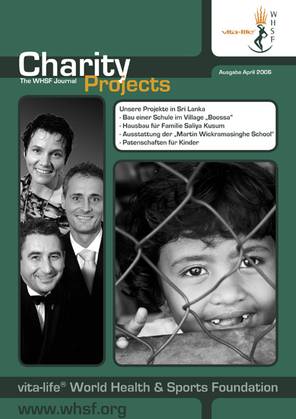 vita-life®
WHSF
Charity
The WHSF Journal
Projects
Ausgabe April 2006
Unsere Projekte in Sri Lanka
- Bau einer Schule im Village „Boossa“
- Hausbau für Familie Saliya Kusum
- Ausstattung der „Martin Wickramasinghe School“
- Patenschaften für Kinder
vita-life® World Health & Sports Foundation
www.whsf.org